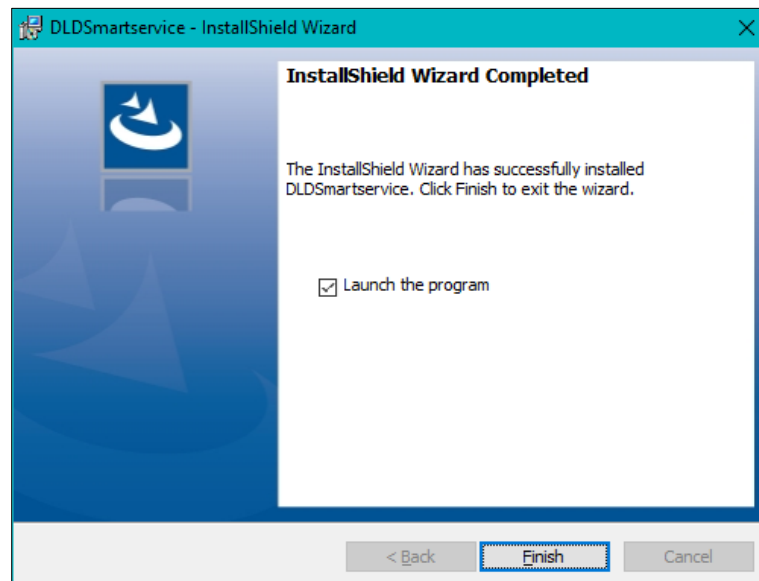 DLDSmartservice - InstallShield Wizard
InstallShield Wizard Completed
The InstallShield Wizard has successfully installed
DLDSmartservice. Click Finish to exit the wizard.
Launch the program
< Back Finish Cancel